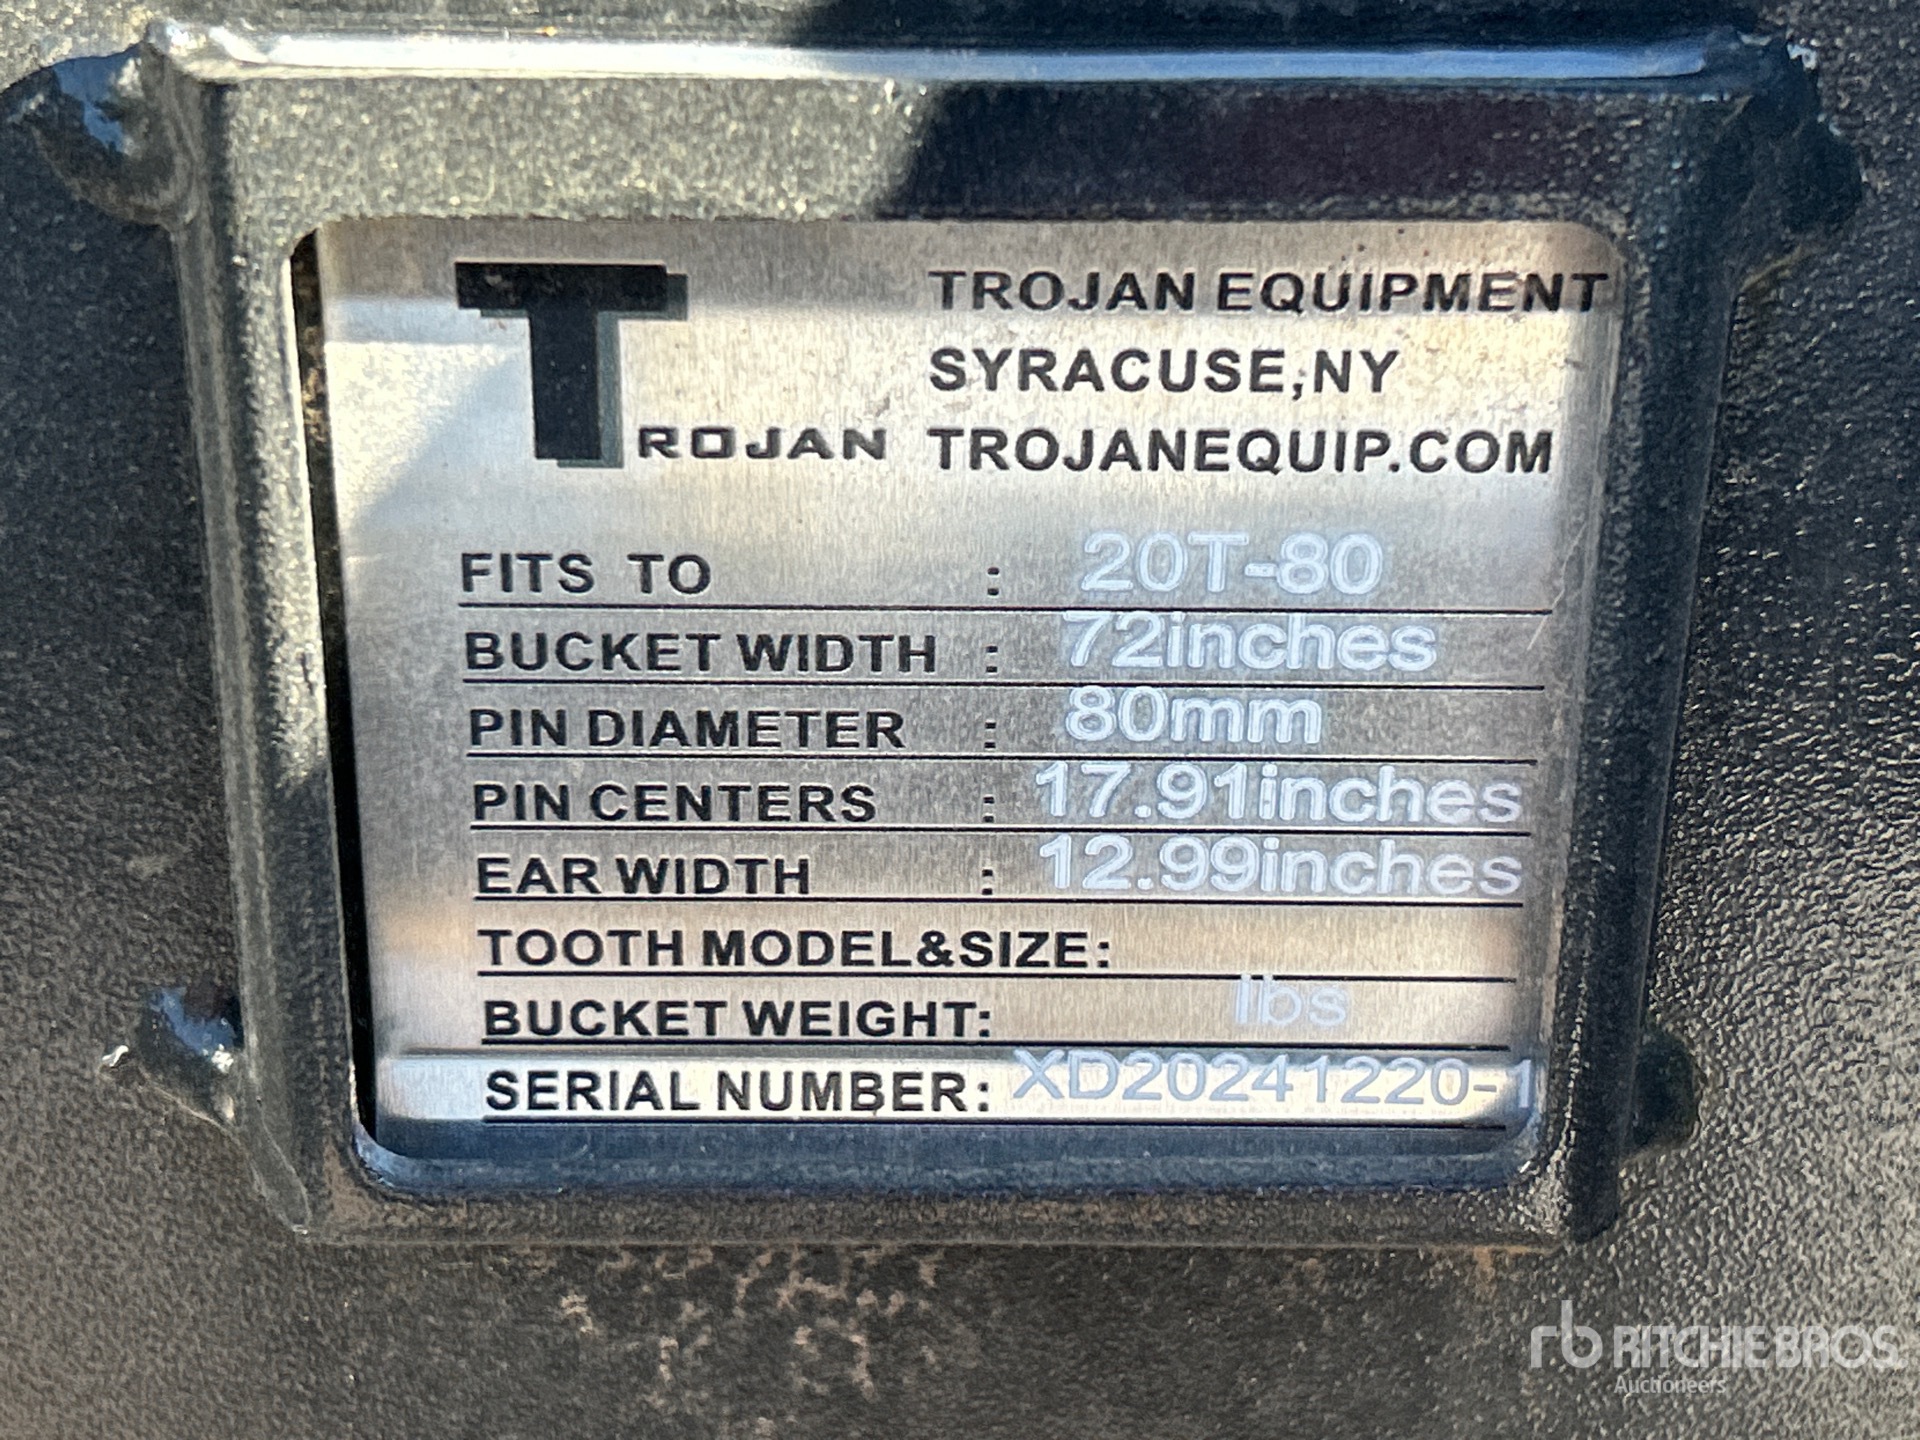 TROJAN
TROJAN EQUIPMENT
SYRACUSE,NY
TROJANEQUIP.COM
FITS TO : 20T-80
BUCKET WIDTH : 72inches
PIN DIAMETER : 80mm
PIN CENTERS : 17.91inches
EAR WIDTH : 12.99inches
TOOTH MODEL&SIZE:
BUCKET WEIGHT: lbs
SERIAL NUMBER: XD20241220-1
rb RITCHIE BROS.
Auctioneers